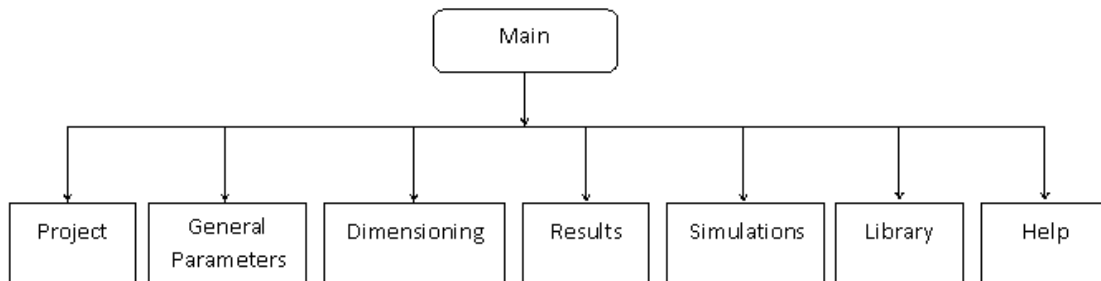 Main
Project
General
Parameters
Dimensioning
Results
Simulations
Library
Help